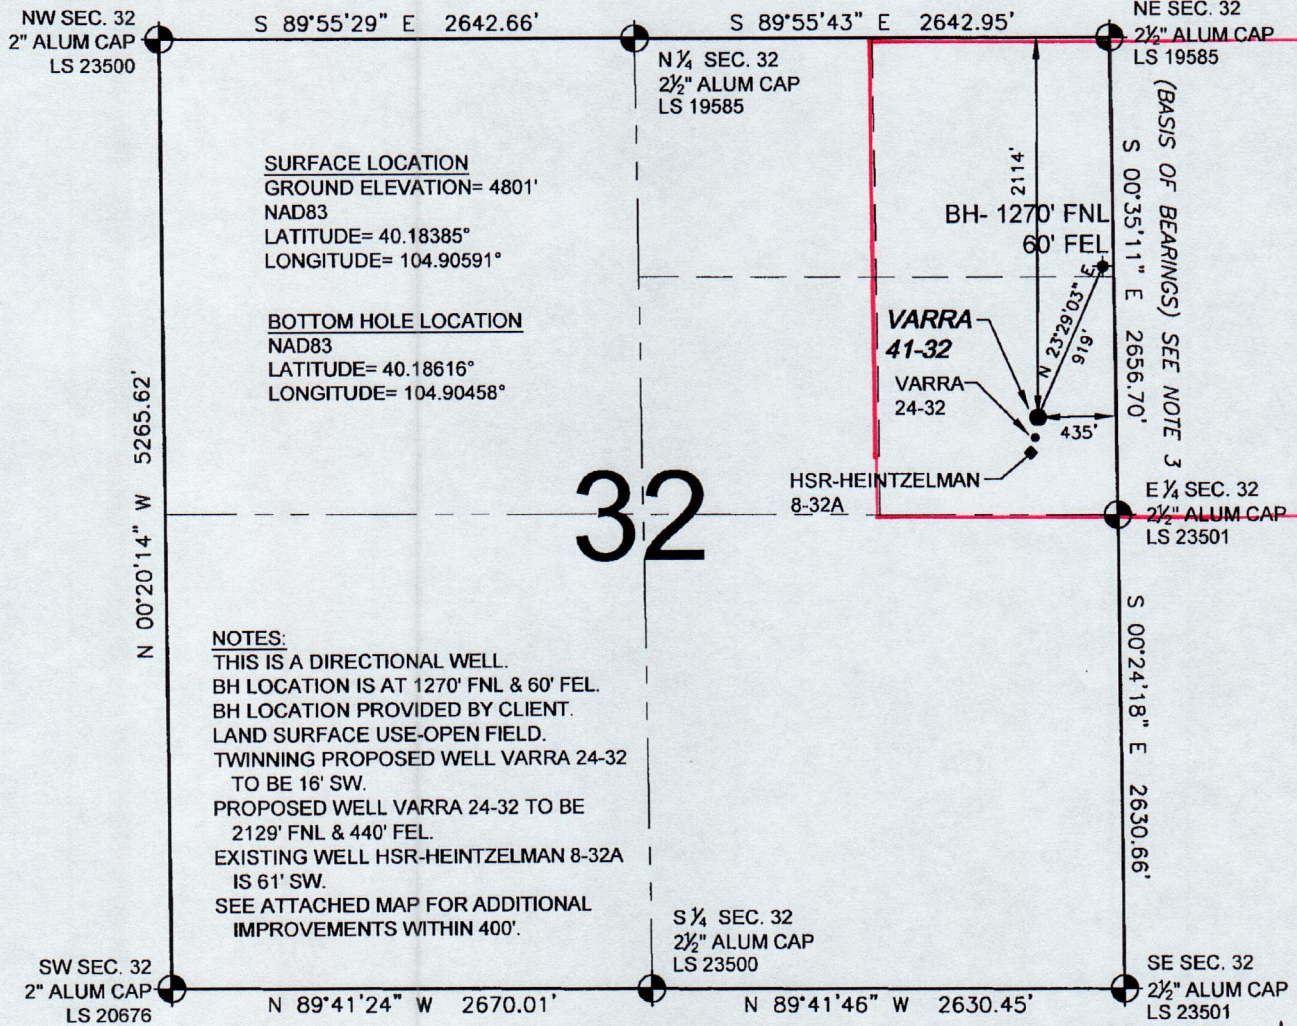 NW SEC. 32
2" ALUM CAP
LS 23500
S 89°55'29" E 2642.66'
S 89°55'43" E 2642.95'
NE SEC. 32
2½" ALUM CAP
LS 19585
N ¼ SEC. 32
2½" ALUM CAP
LS 19585
SURFACE LOCATION
GROUND ELEVATION= 4801'
NAD83
LATITUDE= 40.18385°
LONGITUDE= 104.90591°
BOTTOM HOLE LOCATION
NAD83
LATITUDE= 40.18616°
LONGITUDE= 104.90458°
2114'
BH- 1270' FNL
60' FEL
S 00°35'11" E 2656.70'
(BASIS OF BEARINGS) SEE NOTE 3
N 23°29'03" E
919'
VARRA
41-32
VARRA
24-32
435'
HSR-HEINTZELMAN
8-32A
N 00°20'14" W 5265.62'
32
E ¼ SEC. 32
2½" ALUM CAP
LS 23501
NOTES:
THIS IS A DIRECTIONAL WELL.
BH LOCATION IS AT 1270' FNL & 60' FEL.
BH LOCATION PROVIDED BY CLIENT.
LAND SURFACE USE-OPEN FIELD.
TWINNING PROPOSED WELL VARRA 24-32
TO BE 16' SW.
PROPOSED WELL VARRA 24-32 TO BE
2129' FNL & 440' FEL.
EXISTING WELL HSR-HEINTZELMAN 8-32A
IS 61' SW.
SEE ATTACHED MAP FOR ADDITIONAL
IMPROVEMENTS WITHIN 400'.
S 00°24'18" E 2630.66'
S ¼ SEC. 32
2½" ALUM CAP
LS 23500
SW SEC. 32
2" ALUM CAP
LS 20676
N 89°41'24" W 2670.01'
N 89°41'46" W 2630.45'
SE SEC. 32
2½" ALUM CAP
LS 23501